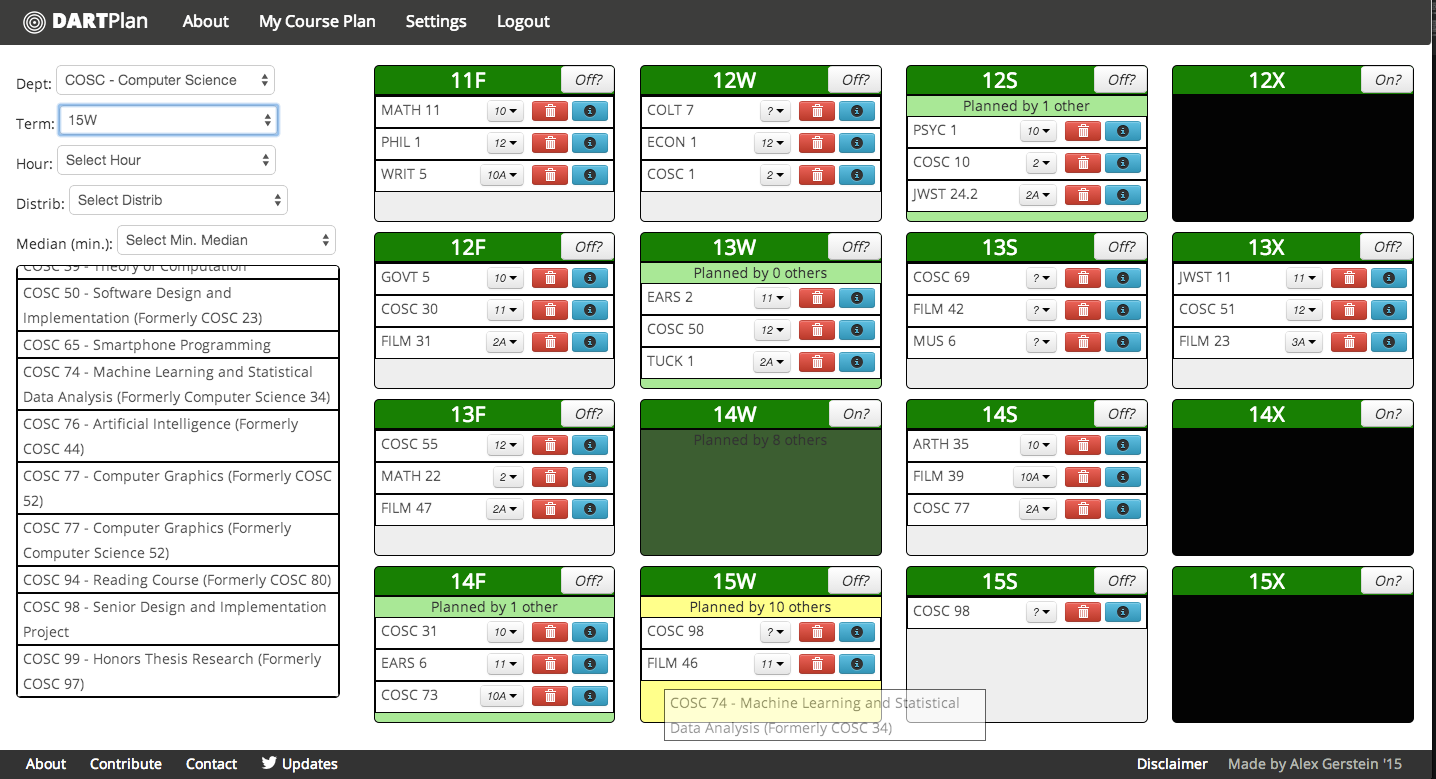 DARTPlan About My Course Plan Settings Logout
Dept: COSC - Computer Science
Term: 15W
Hour: Select Hour
Distrib: Select Distrib
Median (min.): Select Min. Median
COSC 39 - Theory of Computation
COSC 50 - Software Design and
Implementation (Formerly COSC 23)
COSC 65 - Smartphone Programming
COSC 74 - Machine Learning and Statistical
Data Analysis (Formerly Computer Science 34)
COSC 76 - Artificial Intelligence (Formerly
COSC 44)
COSC 77 - Computer Graphics (Formerly COSC
52)
COSC 77 - Computer Graphics (Formerly
Computer Science 52)
COSC 94 - Reading Course (Formerly COSC 80)
COSC 98 - Senior Design and Implementation
Project
COSC 99 - Honors Thesis Research (Formerly
COSC 97)
11F Off?
MATH 11 10
PHIL 1 12
WRIT 5 10A
12W Off?
COLT 7 ?
ECON 1 12
COSC 1 2
12S Off?
Planned by 1 other
PSYC 1 10
COSC 10 2
JWST 24.2 2A
12X On?
12F Off?
GOVT 5 10
COSC 30 11
FILM 31 2A
13W Off?
Planned by 0 others
EARS 2 11
COSC 50 12
TUCK 1 2A
13S Off?
COSC 69 ?
FILM 42 ?
MUS 6 ?
13X Off?
JWST 11 11
COSC 51 12
FILM 23 3A
13F Off?
COSC 55 12
MATH 22 2
FILM 47 2A
14W On?
Planned by 8 others
14S Off?
ARTH 35 10
FILM 39 10A
COSC 77 2A
14X On?
14F Off?
Planned by 1 other
COSC 31 10
EARS 6 11
COSC 73 10A
15W Off?
Planned by 10 others
COSC 98 ?
FILM 46 11
COSC 74 - Machine Learning and Statistical
Data Analysis (Formerly COSC 34)
15S Off?
COSC 98 ?
15X On?
About Contribute Contact Updates Disclaimer Made by Alex Gerstein '15